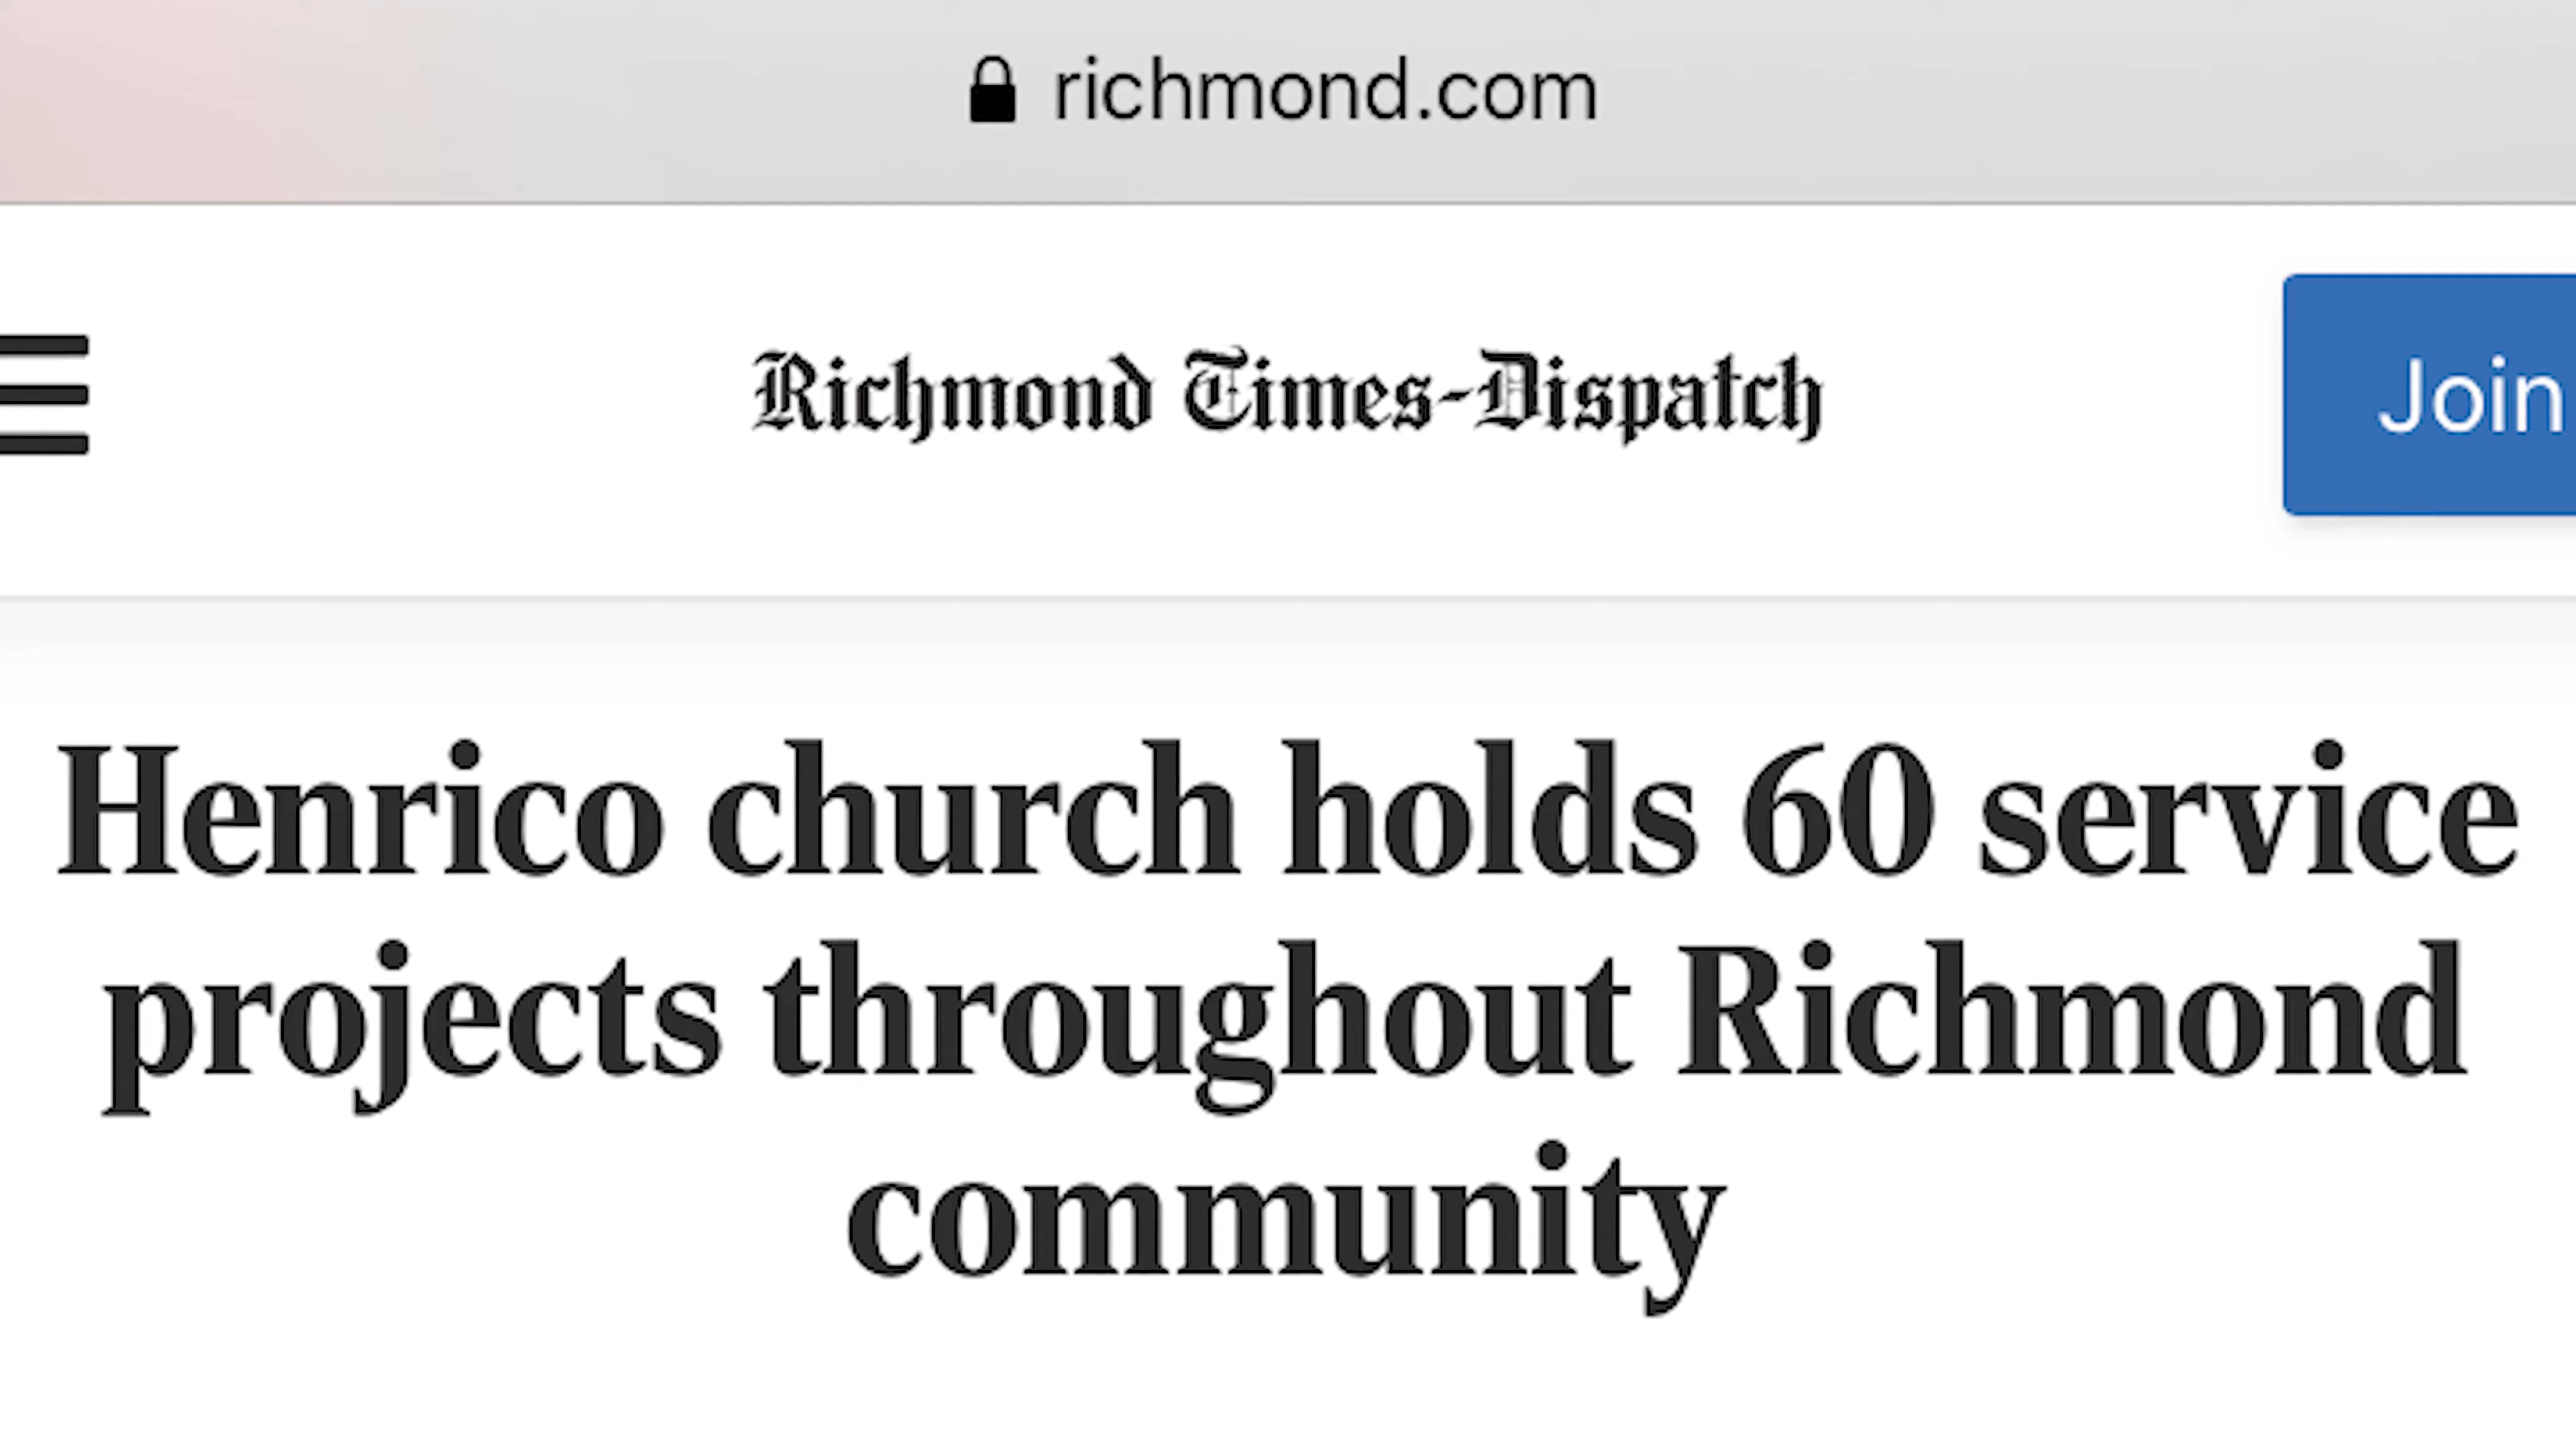 richmond.com
Richmond Times-Dispatch
Join
Henrico church holds 60 service
projects throughout Richmond
community